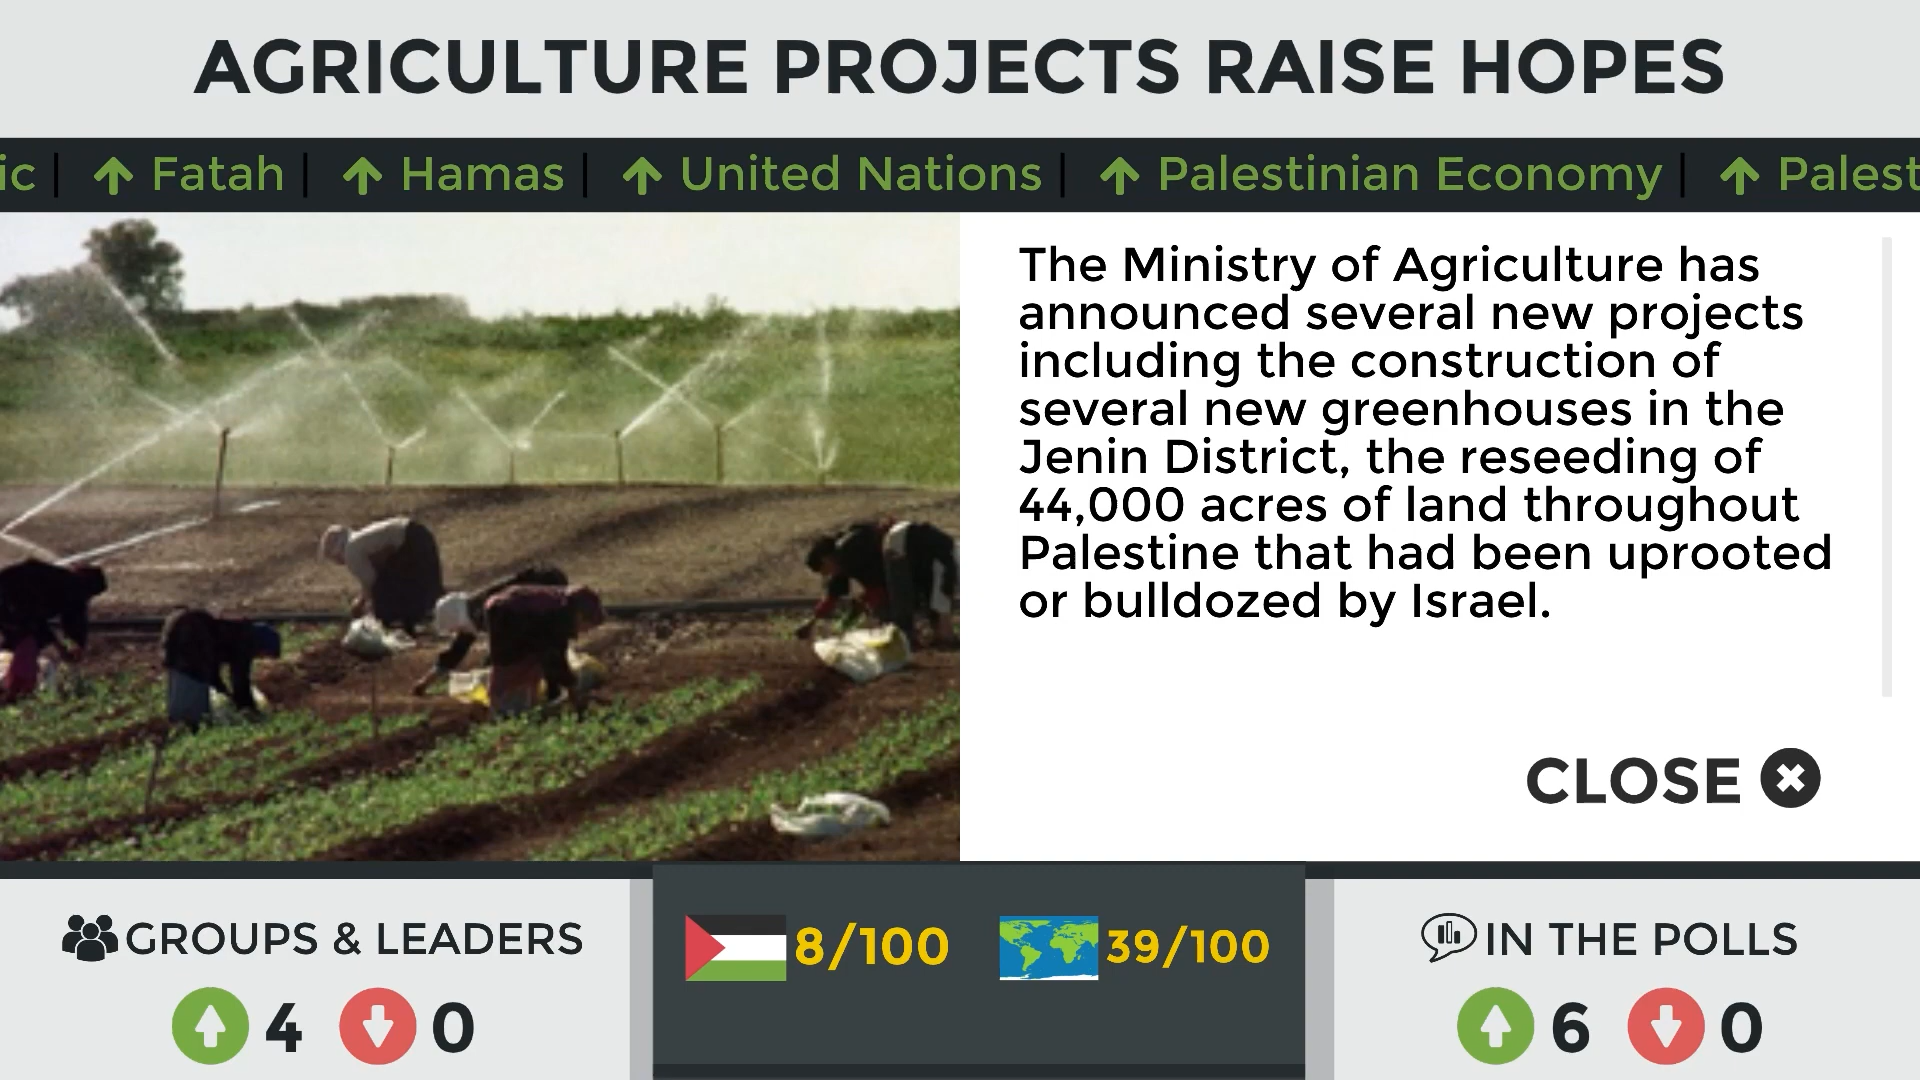 AGRICULTURE PROJECTS RAISE HOPES
ic | Fatah | Hamas | United Nations | Palestinian Economy | Palest
The Ministry of Agriculture has
announced several new projects
including the construction of
several new greenhouses in the
Jenin District, the reseeding of
44,000 acres of land throughout
Palestine that had been uprooted
or bulldozed by Israel.
CLOSE
GROUPS & LEADERS
4 0
8/100 39/100
IN THE POLLS
6 0